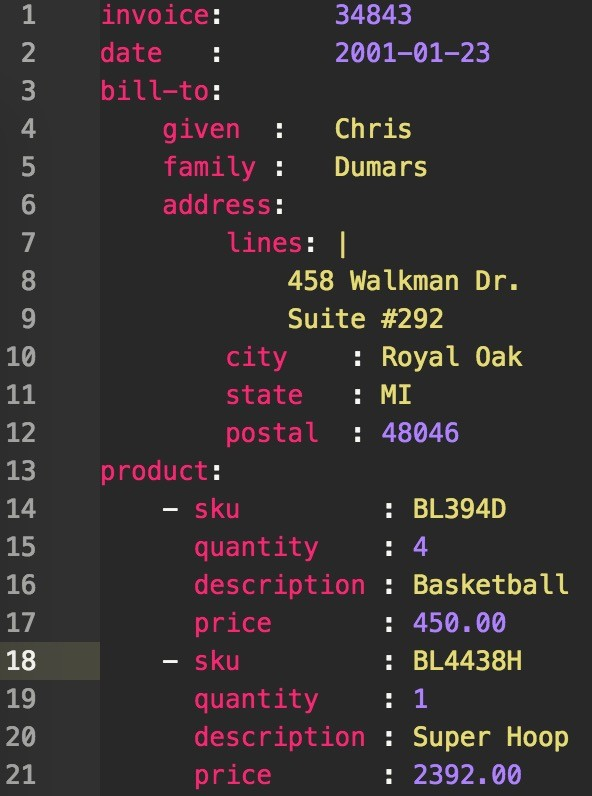 1 invoice: 34843
2 date : 2001-01-23
3 bill-to:
4 given : Chris
5 family : Dumars
6 address:
7 lines: |
8 458 Walkman Dr.
9 Suite #292
10 city : Royal Oak
11 state : MI
12 postal : 48046
13 product:
14 - sku : BL394D
15 quantity : 4
16 description : Basketball
17 price : 450.00
18 - sku : BL4438H
19 quantity : 1
20 description : Super Hoop
21 price : 2392.00